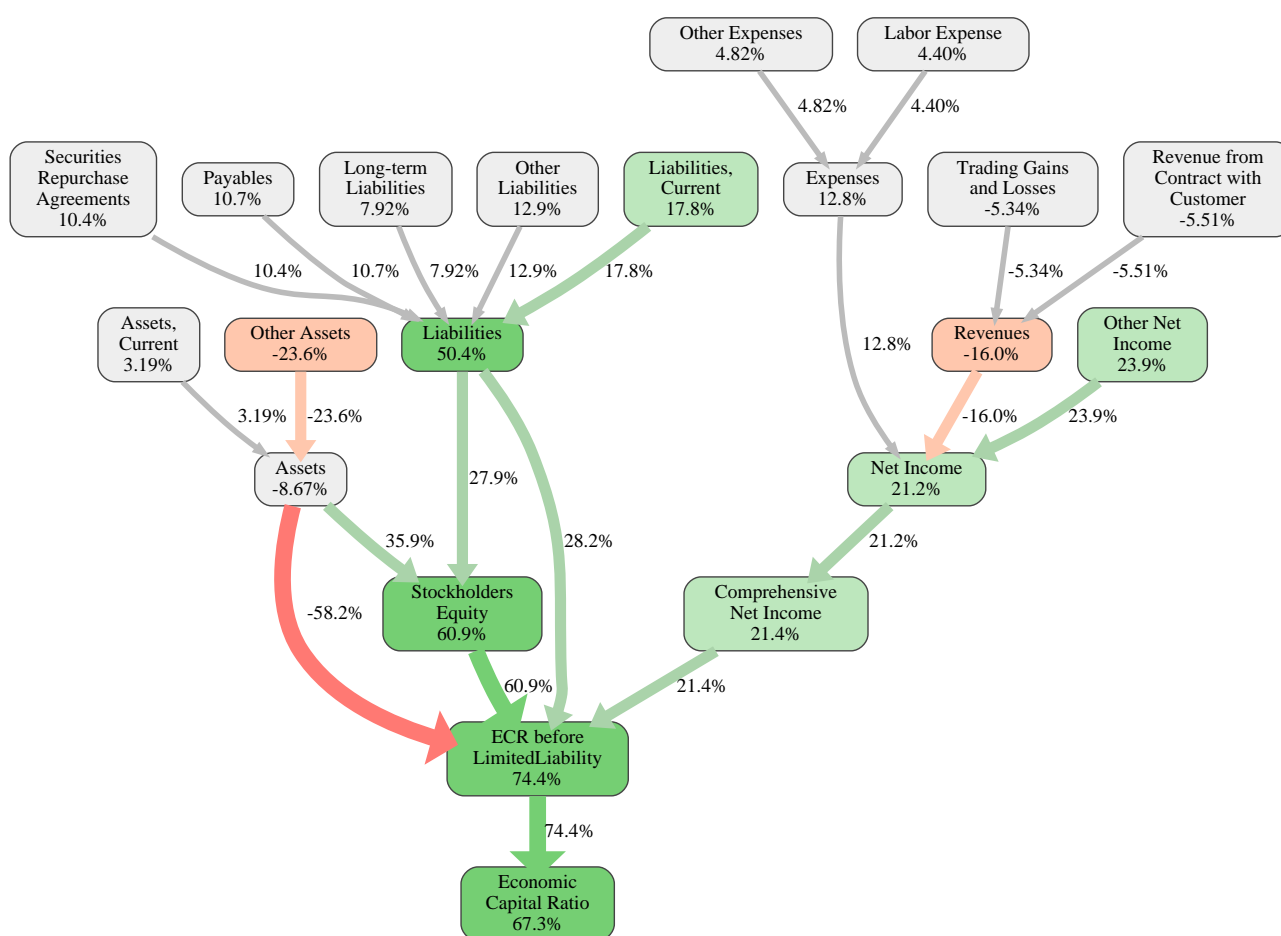 Other Expenses
4.82%
Labor Expense
4.40%
4.82%
4.40%
Securities
Repurchase
Agreements
10.4%
Payables
10.7%
Long-term
Liabilities
7.92%
Other
Liabilities
12.9%
Liabilities,
Current
17.8%
Expenses
12.8%
Trading Gains
and Losses
-5.34%
Revenue from
Contract with
Customer
-5.51%
10.4%
10.7%
7.92%
12.9%
17.8%
-5.34%
-5.51%
Assets,
Current
3.19%
Other Assets
-23.6%
Liabilities
50.4%
12.8%
Revenues
-16.0%
Other Net
Income
23.9%
3.19%
-23.6%
-16.0%
23.9%
Assets
-8.67%
27.9%
Net Income
21.2%
35.9%
28.2%
21.2%
-58.2%
Stockholders
Equity
60.9%
Comprehensive
Net Income
21.4%
60.9%
21.4%
ECR before
LimitedLiability
74.4%
74.4%
Economic
Capital Ratio
67.3%